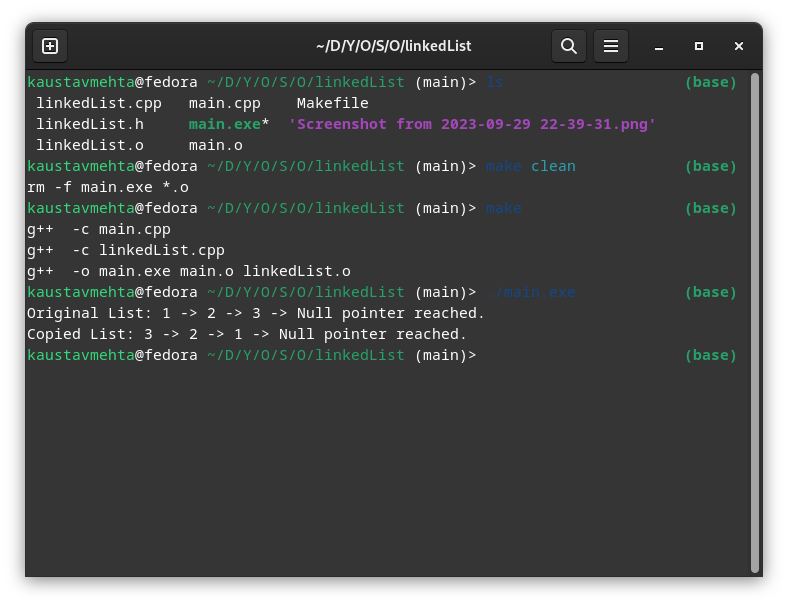 ~/D/Y/O/S/O/linkedList
kaustavmehta@fedora ~/D/Y/O/S/O/linkedList (main)> ls (base)
linkedList.cpp main.cpp Makefile
linkedList.h main.exe* 'Screenshot from 2023-09-29 22-39-31.png'
linkedList.o main.o
kaustavmehta@fedora ~/D/Y/O/S/O/linkedList (main)> make clean (base)
rm -f main.exe *.o
kaustavmehta@fedora ~/D/Y/O/S/O/linkedList (main)> make (base)
g++  -c main.cpp
g++  -c linkedList.cpp
g++  -o main.exe main.o linkedList.o
kaustavmehta@fedora ~/D/Y/O/S/O/linkedList (main)> ./main.exe (base)
Original List: 1 -> 2 -> 3 -> Null pointer reached.
Copied List: 3 -> 2 -> 1 -> Null pointer reached.
kaustavmehta@fedora ~/D/Y/O/S/O/linkedList (main)> (base)